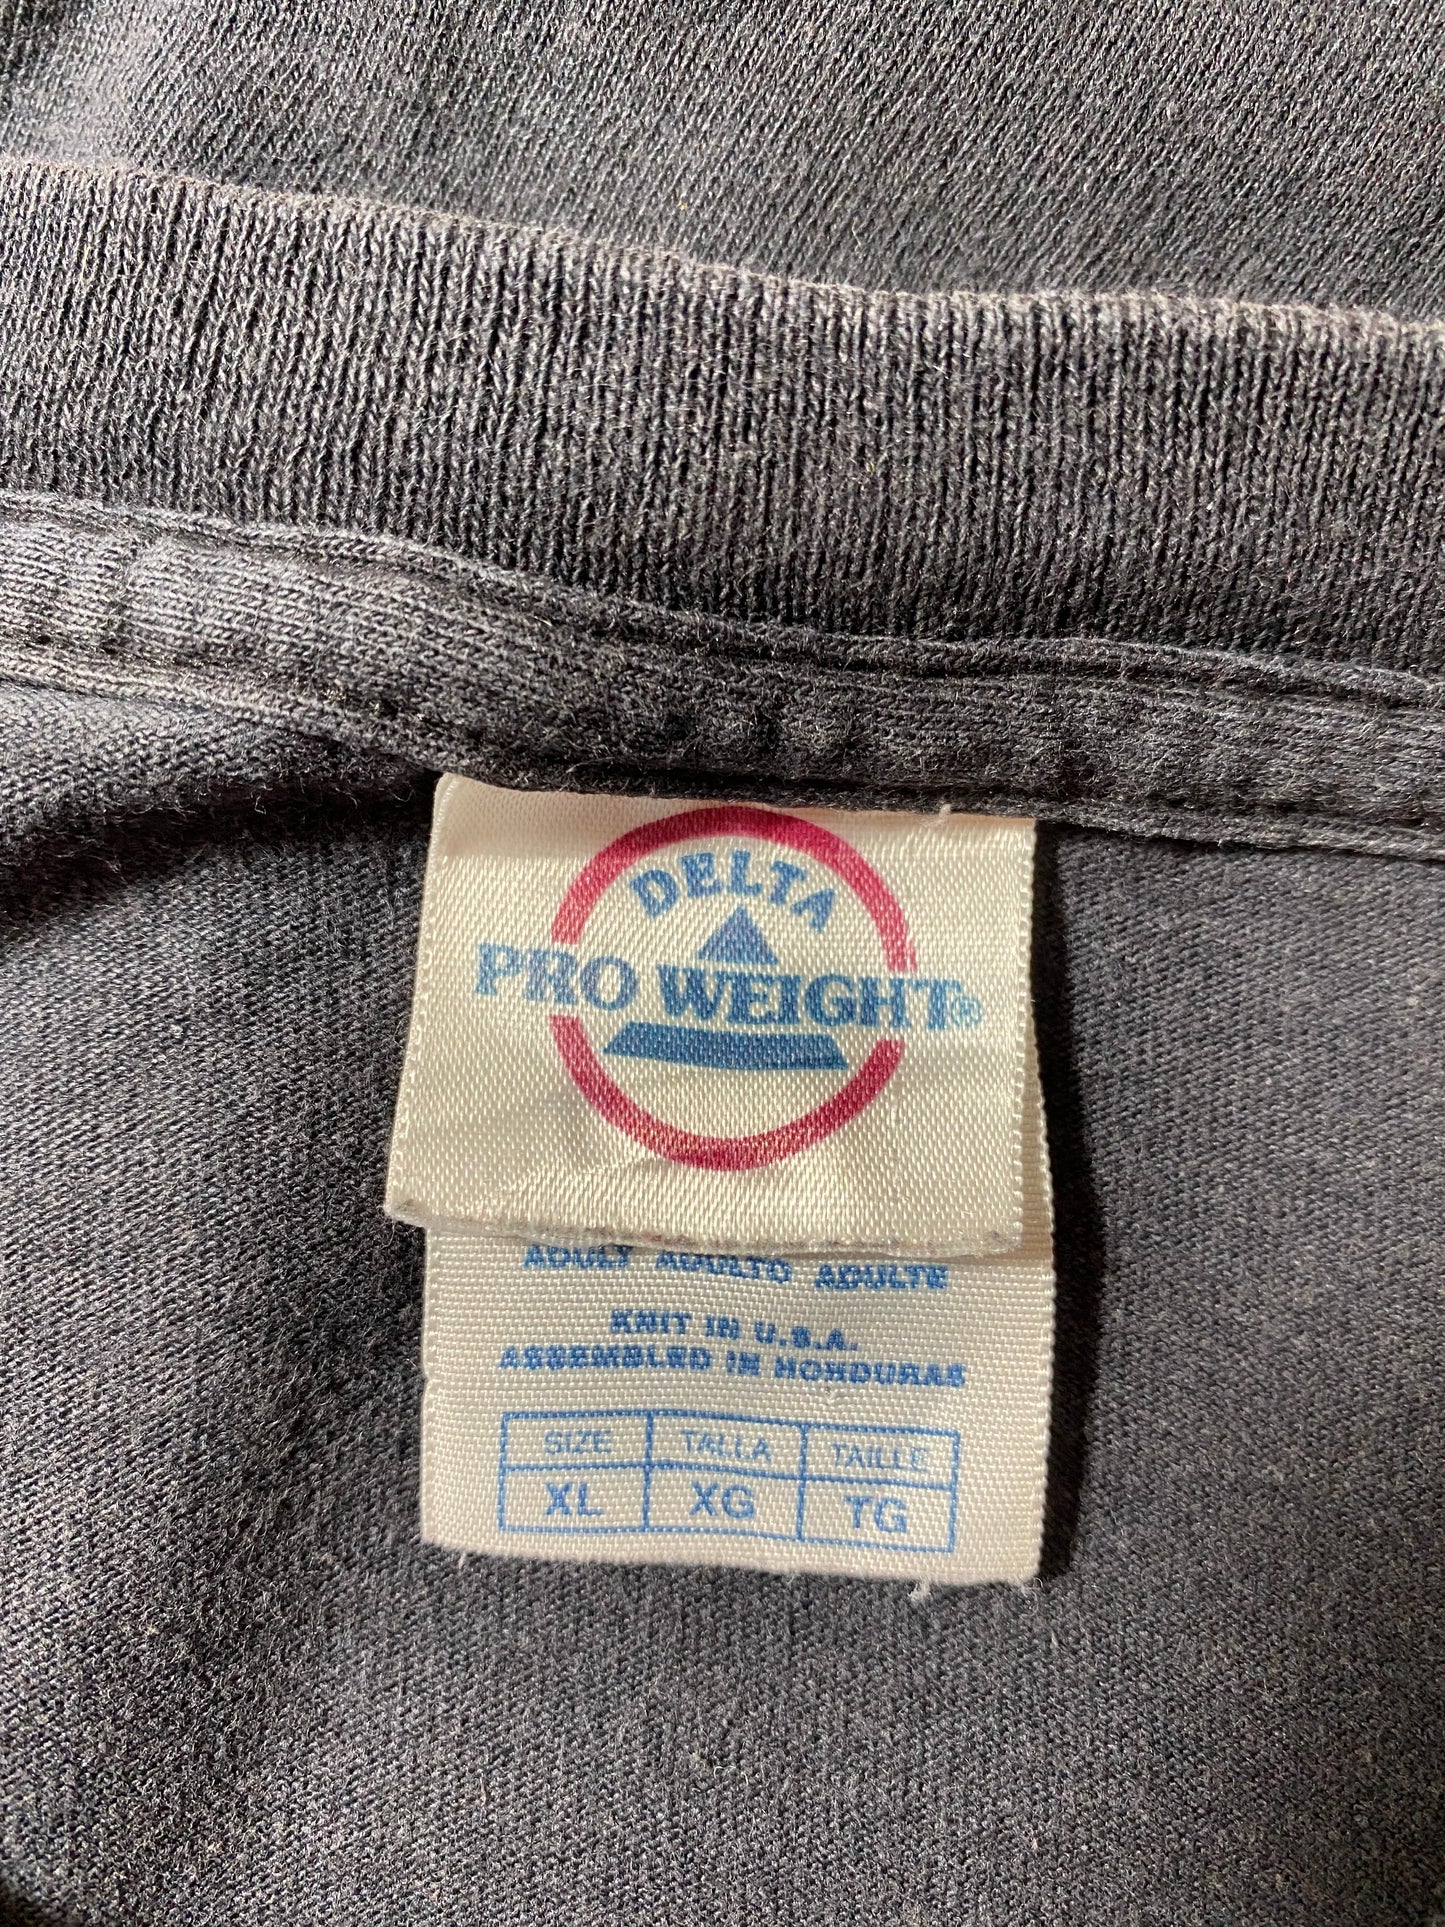 DELTA
PRO WEIGHT®
ADULT ADULTO ADULTE
KNIT IN U.S.A.
ASSEMBLED IN HONDURAS
SIZE TALLA TAILLE
XL XG TG